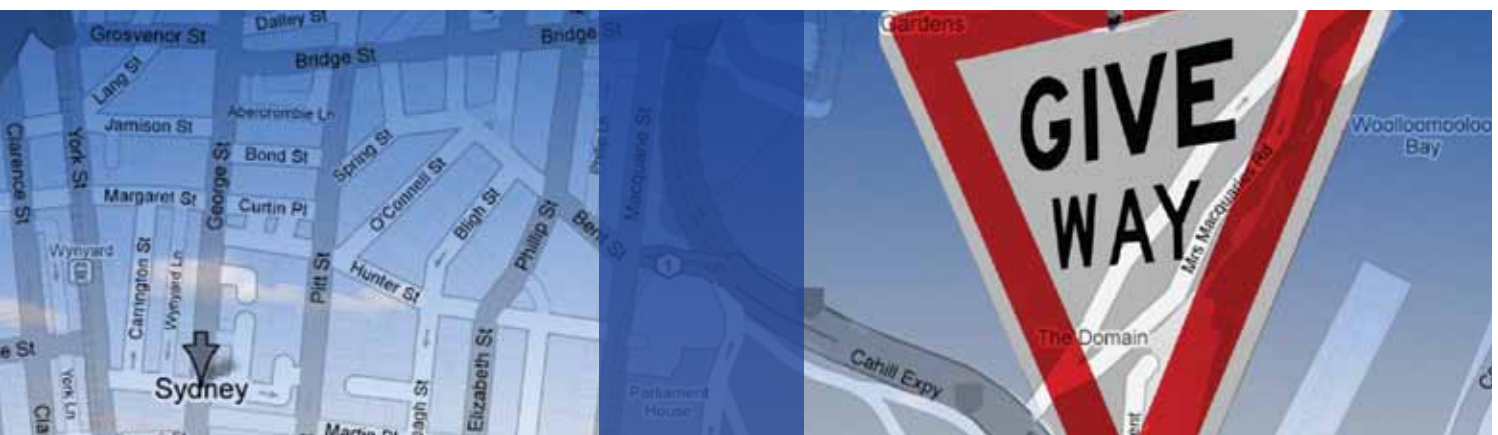 Dalley St
Grosvenor St
Bridge St
Bridge St
Lang St
Abercrombie Ln
Jamison St
Clarence St
York St
George St
Bond St
Spring St
O'Connell St
Margaret St
Curtin Pl
Bligh St
Phillip St
Bent St
Wynyard
Carrington St
Wynyard Ln
Pitt St
Hunter St
Elizabeth St
York Ln
Sydney
Macquarie St
1
Parliament
House
Gardens
GIVE
WAY
Woolloomooloo
Bay
Mrs Macquaries Rd
The Domain
Cahill Expy